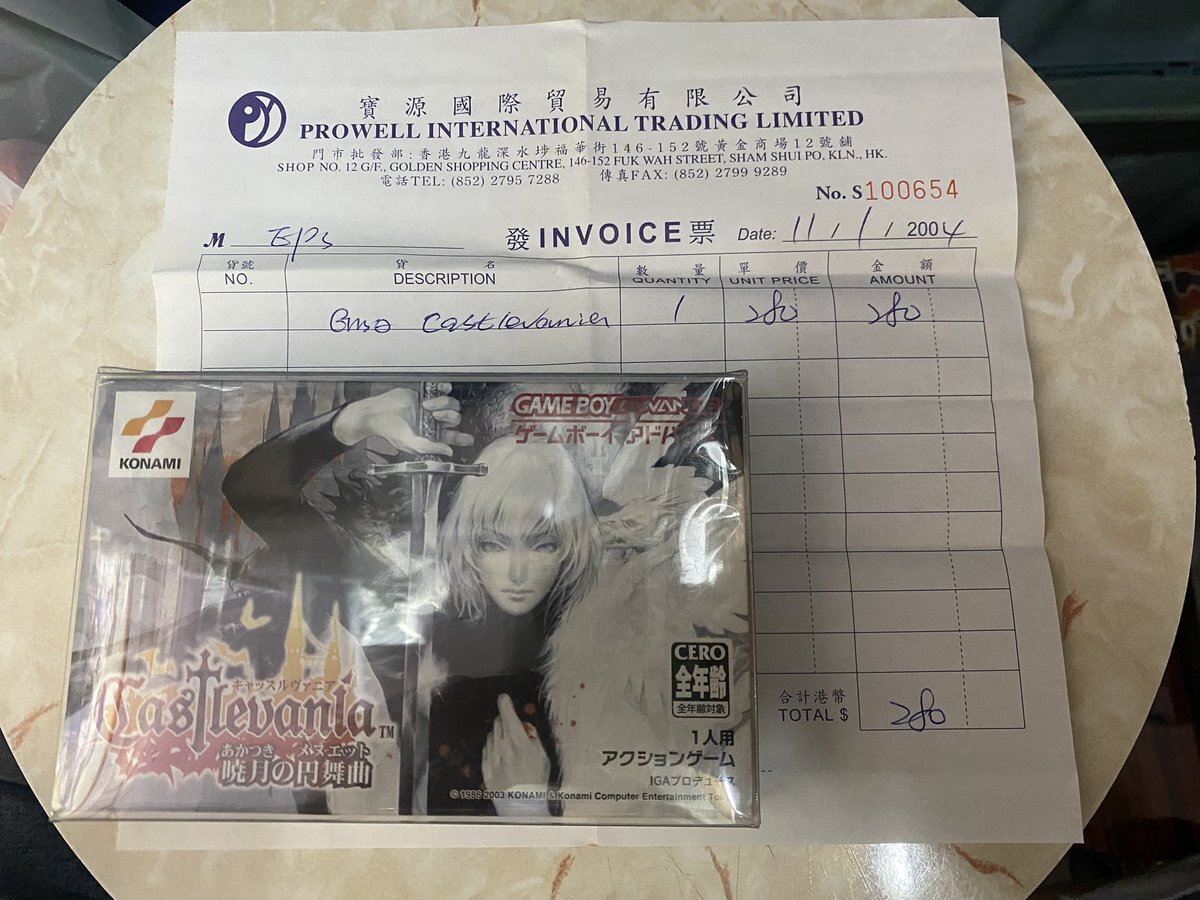 寶源國際貿易有限公司
PROWELL INTERNATIONAL TRADING LIMITED
門市批發部:香港九龍深水埗福華街146-152號黃金商場12號舖
SHOP NO. 12 G/F., GOLDEN SHOPPING CENTRE, 146-152 FUK WAH STREET, SHAM SHUI PO, KLN., HK.
電話TEL: (852) 2795 7288 傳真FAX: (852) 2799 9289
No. S100654
M 發 INVOICE 票 Date: 11/1/2004
貨號 貨名 數量 單價 金額
NO. DESCRIPTION QUANTITY UNIT PRICE AMOUNT
Castlevania 1 280 280
合計港幣
TOTAL $ 280
KONAMI
GAME BOY ADVANCE
ゲームボーイ アドバ
キャッスルヴァニア
Castlevania™
あかつき メヌエット
暁月の円舞曲
CERO
全年齢
全年齢対象
1人用
アクションゲーム
IGAプロデュース
© 1986 2003 KONAMI & Konami Computer Entertainment Tok
PY